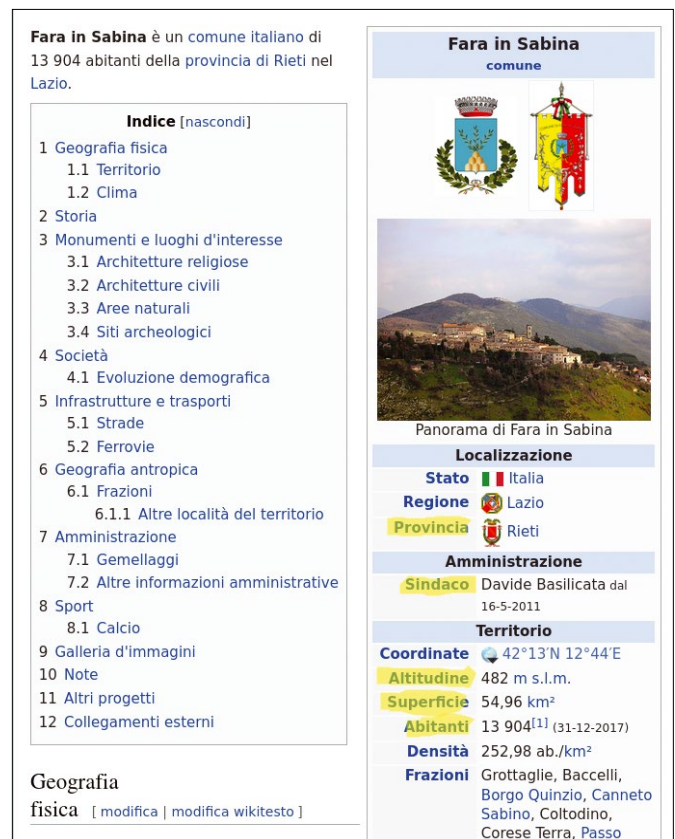 Fara in Sabina è un comune italiano di
13 904 abitanti della provincia di Rieti nel
Lazio.
Indice [nascondi]
1 Geografia fisica
1.1 Territorio
1.2 Clima
2 Storia
3 Monumenti e luoghi d'interesse
3.1 Architetture religiose
3.2 Architetture civili
3.3 Aree naturali
3.4 Siti archeologici
4 Società
4.1 Evoluzione demografica
5 Infrastrutture e trasporti
5.1 Strade
5.2 Ferrovie
6 Geografia antropica
6.1 Frazioni
6.1.1 Altre località del territorio
7 Amministrazione
7.1 Gemellaggi
7.2 Altre informazioni amministrative
8 Sport
8.1 Calcio
9 Galleria d'immagini
10 Note
11 Altri progetti
12 Collegamenti esterni
Geografia
fisica [ modifica | modifica wikitesto ]
Fara in Sabina
comune
Panorama di Fara in Sabina
Localizzazione
Stato Italia
Regione Lazio
Provincia Rieti
Amministrazione
Sindaco Davide Basilicata dal
16-5-2011
Territorio
Coordinate 42°13′N 12°44′E
Altitudine 482 m s.l.m.
Superficie 54,96 km²
Abitanti 13 904[1] (31-12-2017)
Densità 252,98 ab./km²
Frazioni Grottaglie, Baccelli,
Borgo Quinzio, Canneto
Sabino, Coltodino,
Corese Terra, Passo